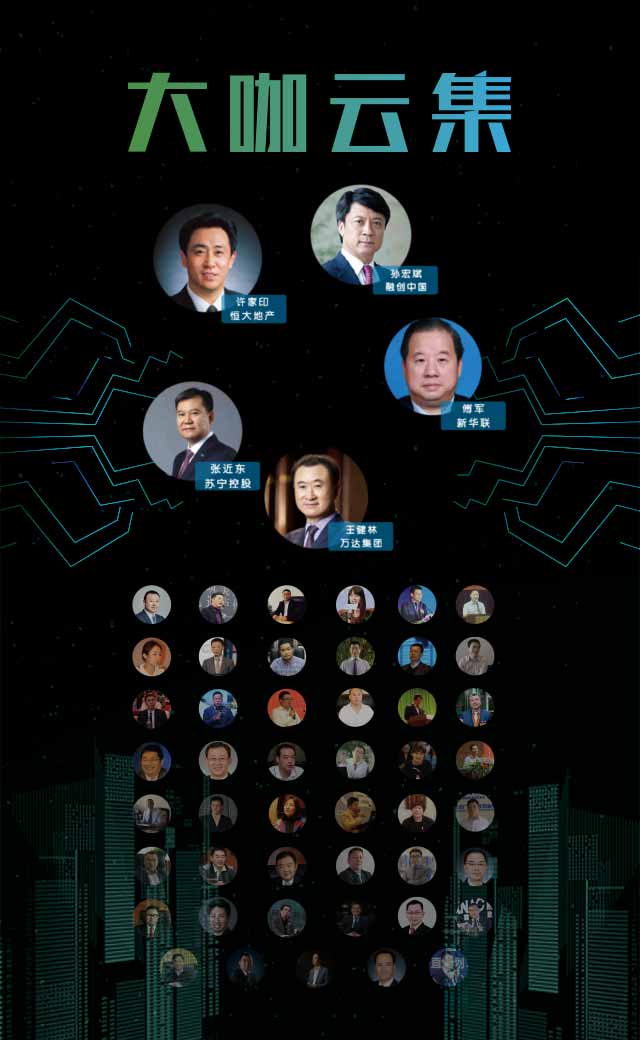 大咖云集
孙宏斌
融创中国
许家印
恒大地产
傅军
新华联
张近东
苏宁控股
王健林
万达集团